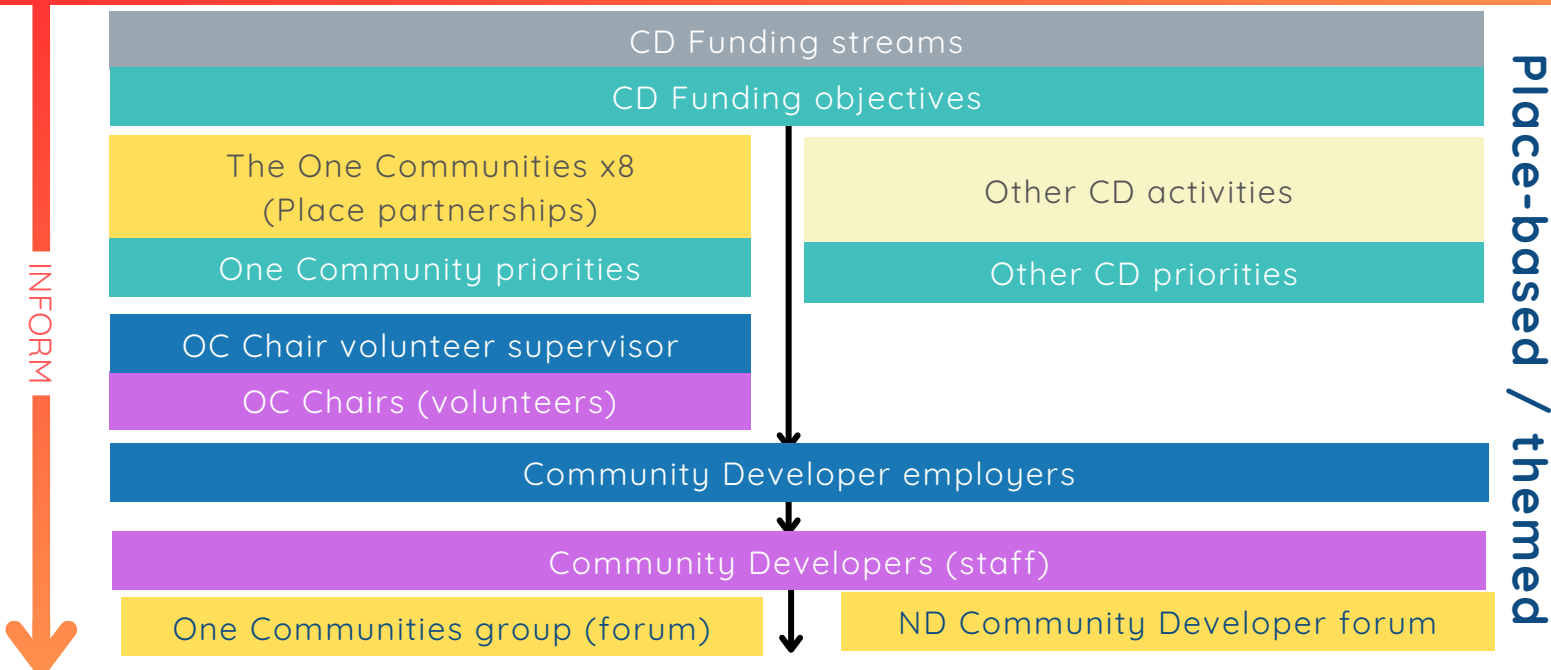 CD Funding streams
CD Funding objectives
The One Communities x8
(Place partnerships)
One Community priorities
Other CD activities
Other CD priorities
OC Chair volunteer supervisor
OC Chairs (volunteers)
Community Developer employers
Community Developers (staff)
One Communities group (forum)
ND Community Developer forum
INFORM
Place-based / themed